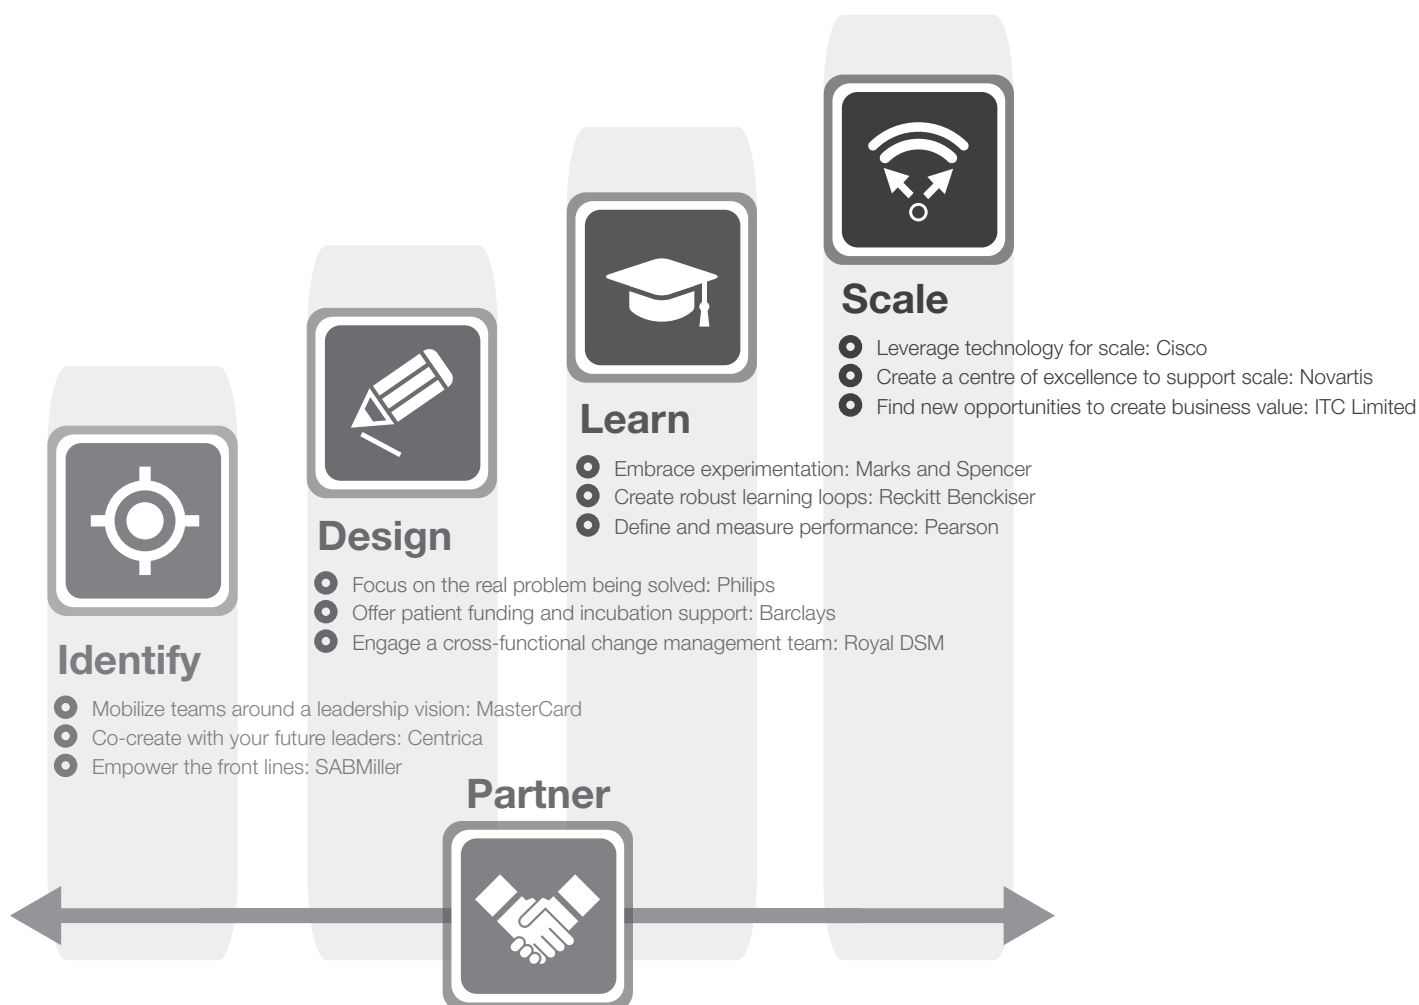 Scale
Leverage technology for scale: Cisco
Create a centre of excellence to support scale: Novartis
Find new opportunities to create business value: ITC Limited
Learn
Embrace experimentation: Marks and Spencer
Create robust learning loops: Reckitt Benckiser
Define and measure performance: Pearson
Design
Focus on the real problem being solved: Philips
Offer patient funding and incubation support: Barclays
Engage a cross-functional change management team: Royal DSM
Identify
Mobilize teams around a leadership vision: MasterCard
Co-create with your future leaders: Centrica
Empower the front lines: SABMiller
Partner